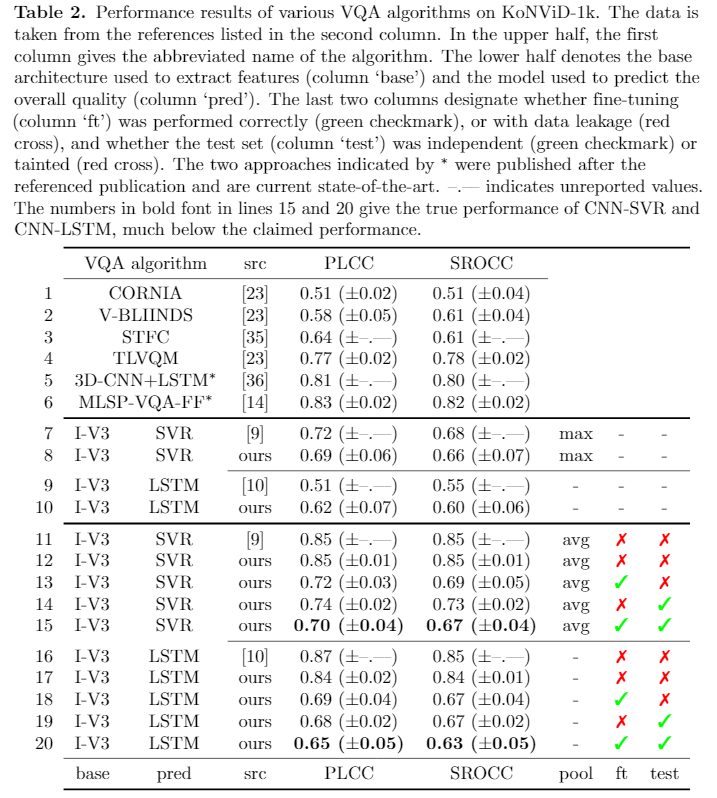 Table 2. Performance results of various VQA algorithms on KoNViD-1k. The data is
taken from the references listed in the second column. In the upper half, the first
column gives the abbreviated name of the algorithm. The lower half denotes the base
architecture used to extract features (column ‘base’) and the model used to predict the
overall quality (column ‘pred’). The last two columns designate whether fine-tuning
(column ‘ft’) was performed correctly (green checkmark), or with data leakage (red
cross), and whether the test set (column ‘test’) was independent (green checkmark) or
tainted (red cross). The two approaches indicated by * were published after the
referenced publication and are current state-of-the-art. –.— indicates unreported values.
The numbers in bold font in lines 15 and 20 give the true performance of CNN-SVR and
CNN-LSTM, much below the claimed performance.
VQA algorithm src PLCC SROCC
1 CORNIA [23] 0.51 (±0.02) 0.51 (±0.04)
2 V-BLIINDS [23] 0.58 (±0.05) 0.61 (±0.04)
3 STFC [35] 0.64 (±–.—) 0.61 (±–.—)
4 TLVQM [23] 0.77 (±0.02) 0.78 (±0.02)
5 3D-CNN+LSTM* [36] 0.81 (±–.—) 0.80 (±–.—)
6 MLSP-VQA-FF* [14] 0.83 (±0.02) 0.82 (±0.02)
7 I-V3 SVR [9] 0.72 (±–.—) 0.68 (±–.—) max - -
8 I-V3 SVR ours 0.69 (±0.06) 0.66 (±0.07) max - -
9 I-V3 LSTM [10] 0.51 (±–.—) 0.55 (±–.—) - - -
10 I-V3 LSTM ours 0.62 (±0.07) 0.60 (±0.06) - - -
11 I-V3 SVR [9] 0.85 (±–.—) 0.85 (±–.—) avg ✗ ✗
12 I-V3 SVR ours 0.85 (±0.01) 0.85 (±0.01) avg ✗ ✗
13 I-V3 SVR ours 0.72 (±0.03) 0.69 (±0.05) avg ✓ ✗
14 I-V3 SVR ours 0.74 (±0.02) 0.73 (±0.02) avg ✗ ✓
15 I-V3 SVR ours 0.70 (±0.04) 0.67 (±0.04) avg ✓ ✓
16 I-V3 LSTM [10] 0.87 (±–.—) 0.85 (±–.—) - ✗ ✗
17 I-V3 LSTM ours 0.84 (±0.02) 0.84 (±0.01) - ✗ ✗
18 I-V3 LSTM ours 0.69 (±0.04) 0.67 (±0.04) - ✓ ✗
19 I-V3 LSTM ours 0.68 (±0.02) 0.67 (±0.02) - ✗ ✓
20 I-V3 LSTM ours 0.65 (±0.05) 0.63 (±0.05) - ✓ ✓
base pred src PLCC SROCC pool ft test